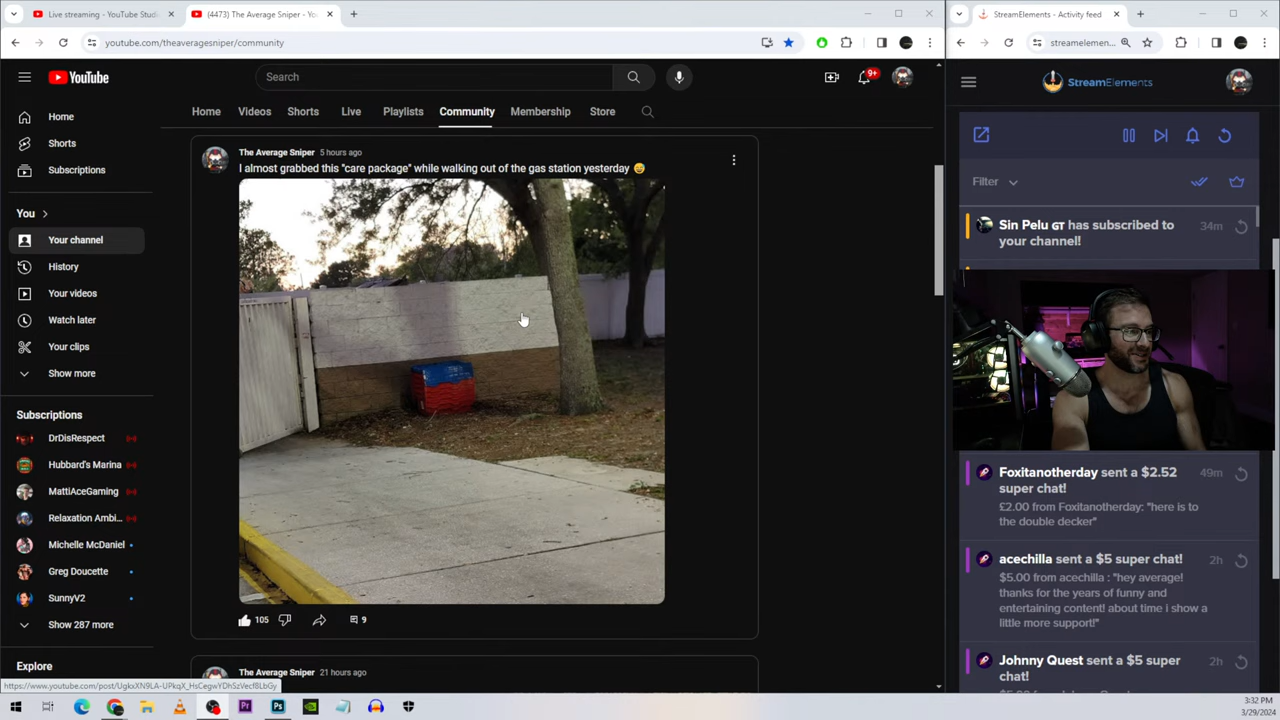 Live streaming - YouTube Studi
(4473) The Average Sniper - Yo
StreamElements - Activity feed
youtube.com/theaveragesniper/community
streamelemen...
YouTube
Search
9+
StreamElements
Home
Videos
Shorts
Live
Playlists
Community
Membership
Store
Home
Shorts
Subscriptions
You
Your channel
History
Your videos
Watch later
Your clips
Show more
Subscriptions
DrDisRespect
Hubbard's Marina
MattiAceGaming
Relaxation Ambi...
Michelle McDaniel
Greg Doucette
SunnyV2
Show 287 more
Explore
The Average Sniper 5 hours ago
I almost grabbed this "care package" while walking out of the gas station yesterday 😅
105
9
The Average Sniper 21 hours ago
Filter
Sin Pelu GT has subscribed to
your channel!
34m
Foxitanotherday sent a $2.52
super chat!
49m
£2.00 from Foxitanotherday: "here is to
the double decker"
acechilla sent a $5 super chat!
2h
$5.00 from acechilla : "hey average!
thanks for the years of funny and
entertaining content! about time i show a
little more support!"
Johnny Quest sent a $5 super
chat!
2h
3:32 PM
3/29/2024